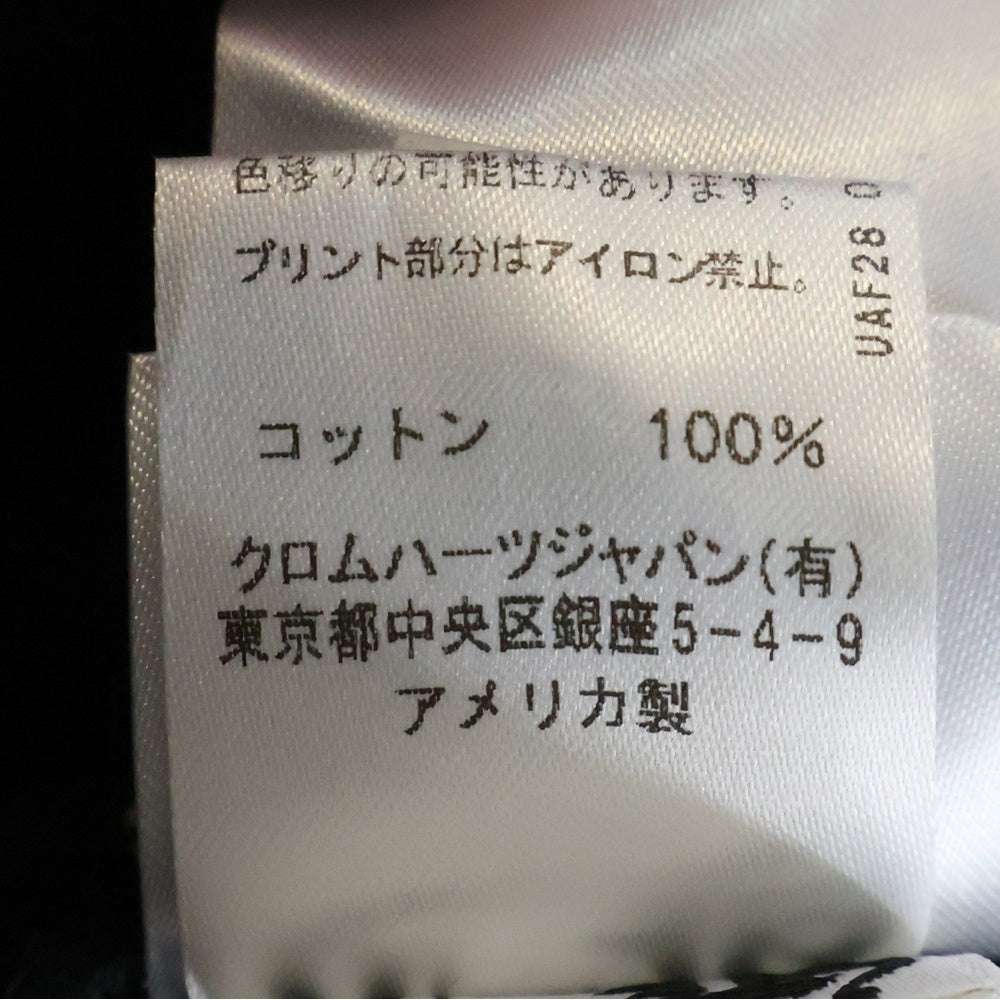 色移りの可能性があります。
プリント部分はアイロン禁止。
コットン 100%
クロムハーツジャパン(有)
東京都中央区銀座5-4-9
アメリカ製
UAF28 0